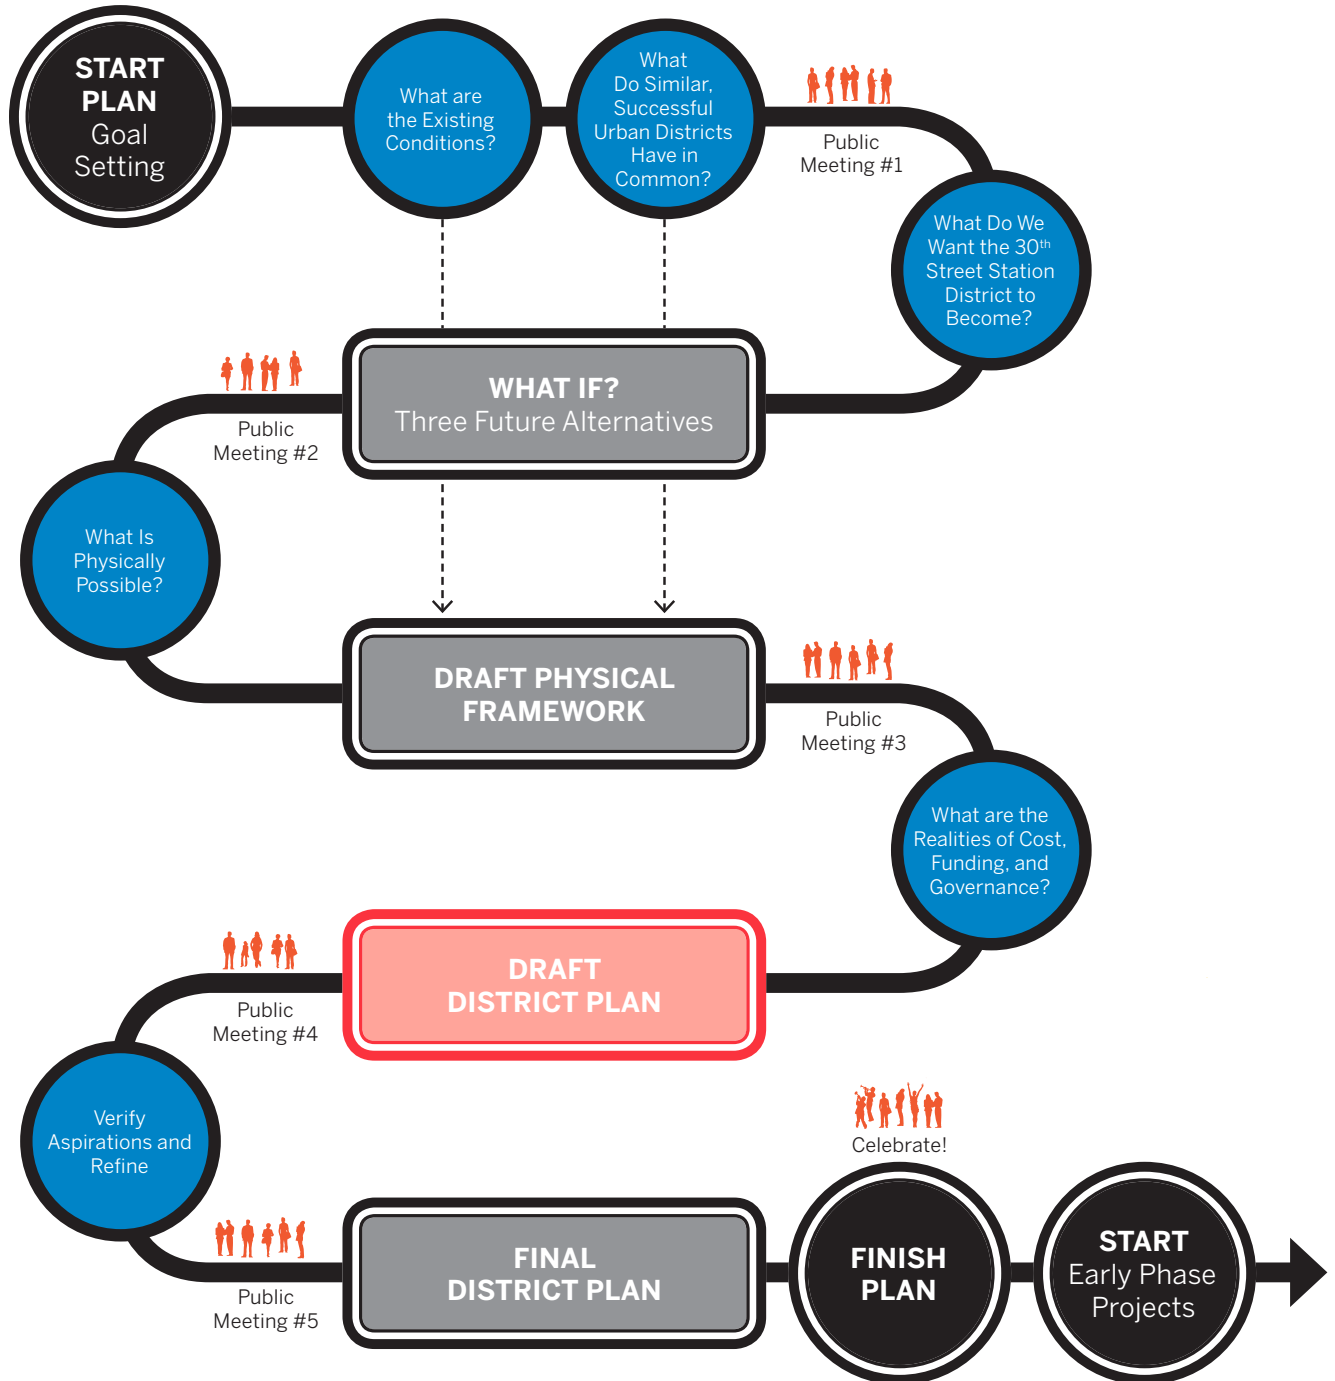 START
PLAN
Goal
Setting
What are
the Existing
Conditions?
What
Do Similar,
Successful
Urban Districts
Have in
Common?
Public
Meeting #1
What Do We
Want the 30th
Street Station
District to
Become?
WHAT IF?
Three Future Alternatives
Public
Meeting #2
What Is
Physically
Possible?
DRAFT PHYSICAL
FRAMEWORK
Public
Meeting #3
What are the
Realities of Cost,
Funding, and
Governance?
DRAFT
DISTRICT PLAN
Public
Meeting #4
Verify
Aspirations and
Refine
Public
Meeting #5
FINAL
DISTRICT PLAN
Celebrate!
FINISH
PLAN
START
Early Phase
Projects